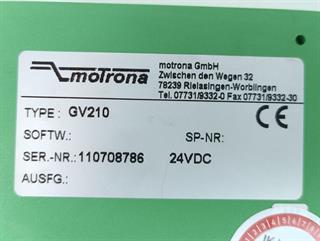 motrona
motrona GmbH
Zwischen den Wegen 32
78239 Rielasingen-Worblingen
Tel. 07731/9332-0 Fax 07731/9332-30
TYPE: GV210
CE
SOFTW.: SP-NR:
SER.-NR.: 110708786 24VDC
AUSFG.: